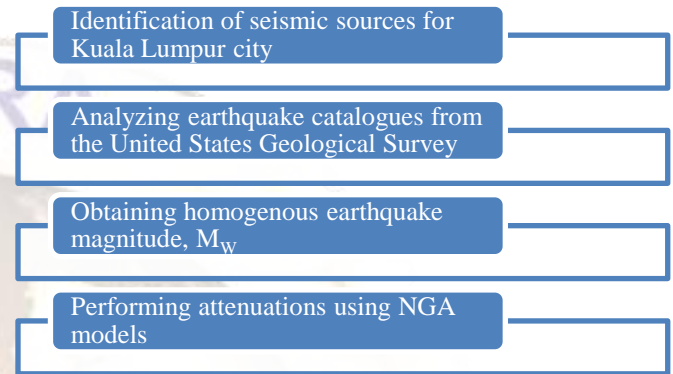 Identification of seismic sources for
Kuala Lumpur city
Analyzing earthquake catalogues from
the United States Geological Survey
Obtaining homogenous earthquake
magnitude, M_W
Performing attenuations using NGA
models